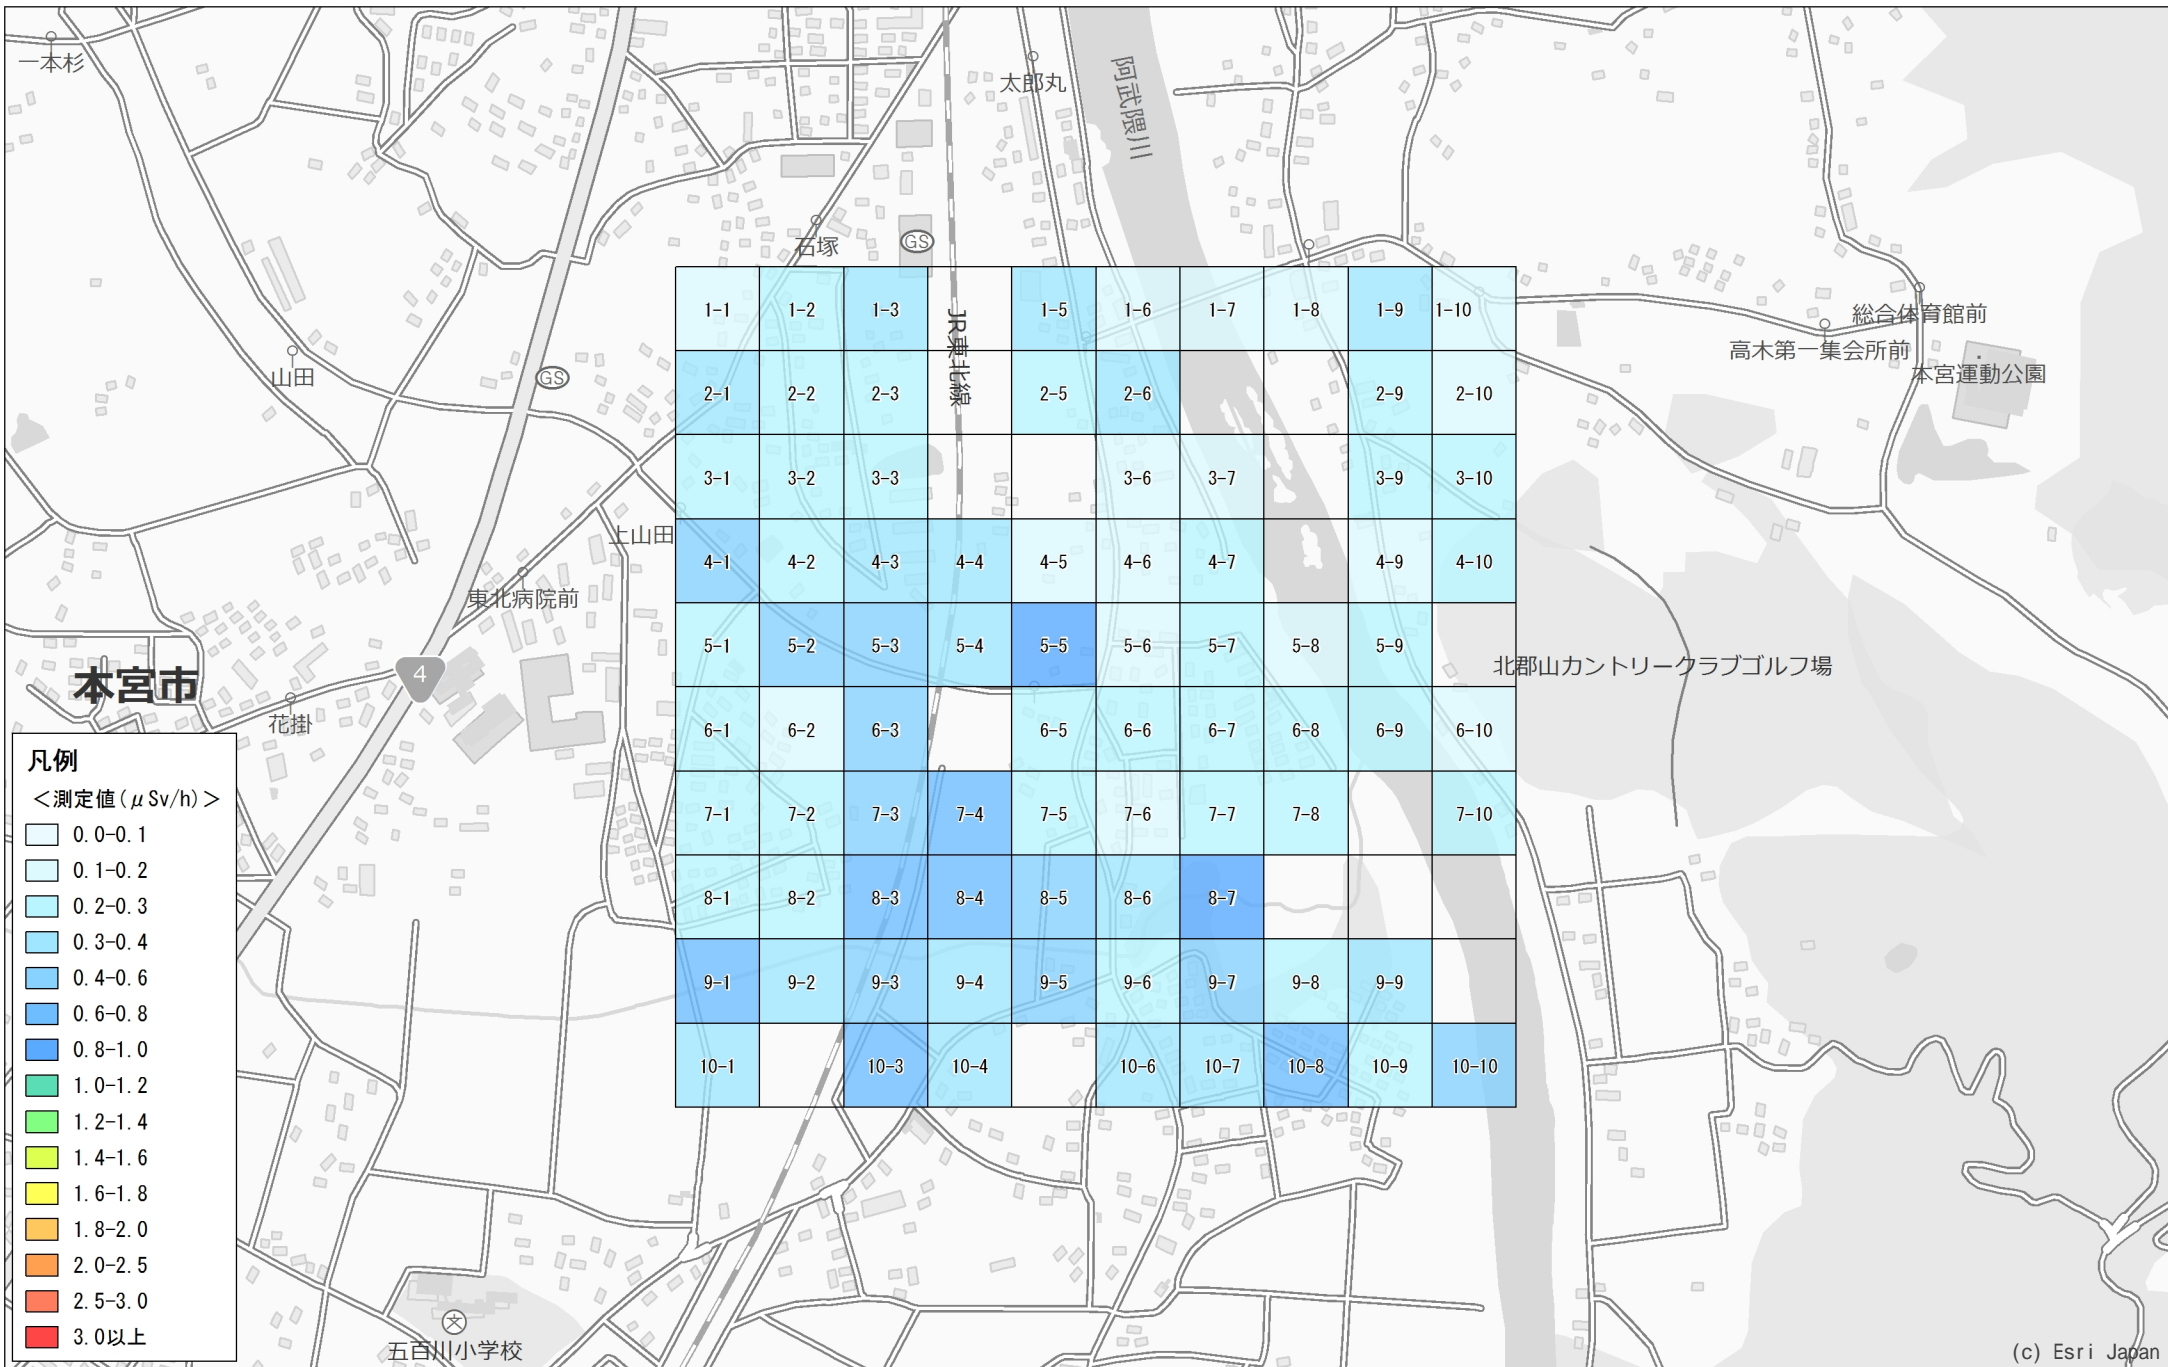 一本杉
太郎丸
阿武隈川
石塚
GS
JR東北線
総合体育館前
高木第一集会所前
本宮運動公園
山田
GS
上山田
東北病院前
本宮市
4
花掛
北郡山カントリークラブゴルフ場
1-1 1-2 1-3 1-5 1-6 1-7 1-8 1-9 1-10
2-1 2-2 2-3 2-5 2-6 2-9 2-10
3-1 3-2 3-3 3-6 3-7 3-9 3-10
4-1 4-2 4-3 4-4 4-5 4-6 4-7 4-9 4-10
5-1 5-2 5-3 5-4 5-5 5-6 5-7 5-8 5-9
6-1 6-2 6-3 6-5 6-6 6-7 6-8 6-9 6-10
7-1 7-2 7-3 7-4 7-5 7-6 7-7 7-8 7-10
8-1 8-2 8-3 8-4 8-5 8-6 8-7
9-1 9-2 9-3 9-4 9-5 9-6 9-7 9-8 9-9
10-1 10-3 10-4 10-6 10-7 10-8 10-9 10-10
凡例
＜測定値(μSv/h)＞
0.0-0.1
0.1-0.2
0.2-0.3
0.3-0.4
0.4-0.6
0.6-0.8
0.8-1.0
1.0-1.2
1.2-1.4
1.4-1.6
1.6-1.8
1.8-2.0
2.0-2.5
2.5-3.0
3.0以上
文
五百川小学校
(c) Esri Japan